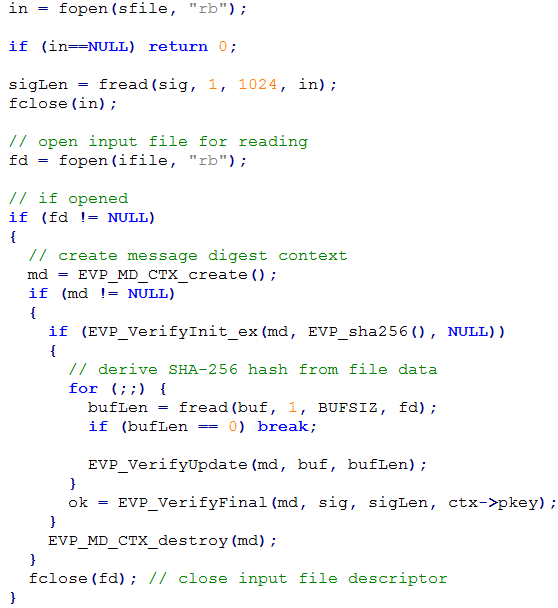 in = fopen(sfile, "rb");
if (in==NULL) return 0;
sigLen = fread(sig, 1, 1024, in);
fclose(in);
// open input file for reading
fd = fopen(ifile, "rb");
// if opened
if (fd != NULL)
{
  // create message digest context
  md = EVP_MD_CTX_create();
  if (md != NULL)
  {
    if (EVP_VerifyInit_ex(md, EVP_sha256(), NULL))
    {
      // derive SHA-256 hash from file data
      for (;;) {
        bufLen = fread(buf, 1, BUFSIZ, fd);
        if (bufLen == 0) break;
        EVP_VerifyUpdate(md, buf, bufLen);
      }
      ok = EVP_VerifyFinal(md, sig, sigLen, ctx->pkey);
    }
    EVP_MD_CTX_destroy(md);
  }
  fclose(fd); // close input file descriptor
}